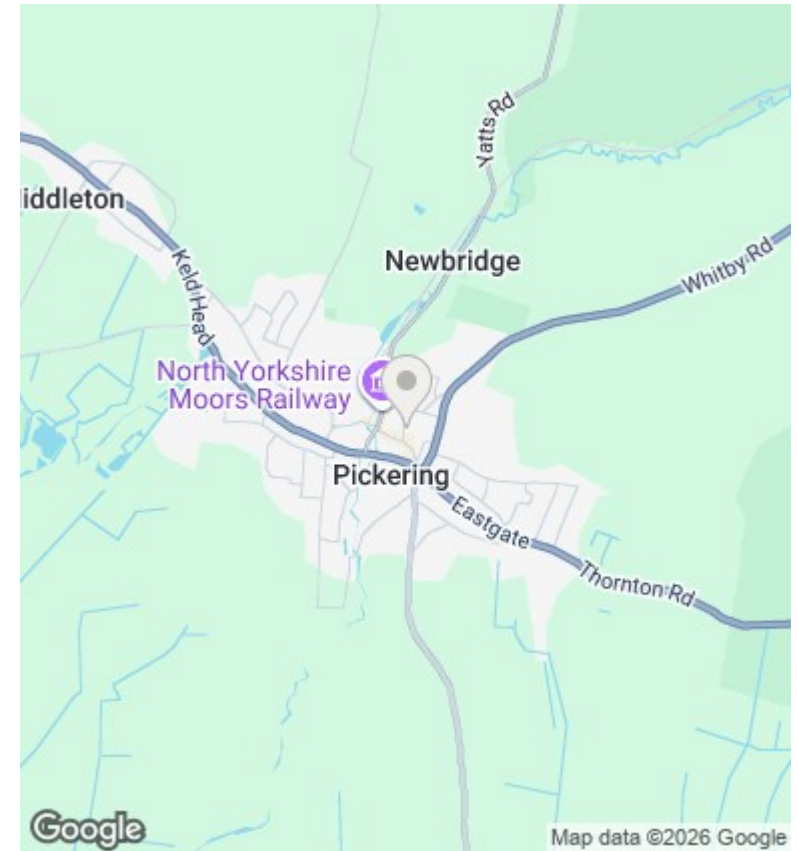 Yatts Rd
iddleton
Newbridge
Whitby Rd
Keld Head
North Yorkshire
Moors Railway
Pickering
Eastgate
Thornton Rd
Google
Map data ©2026 Google